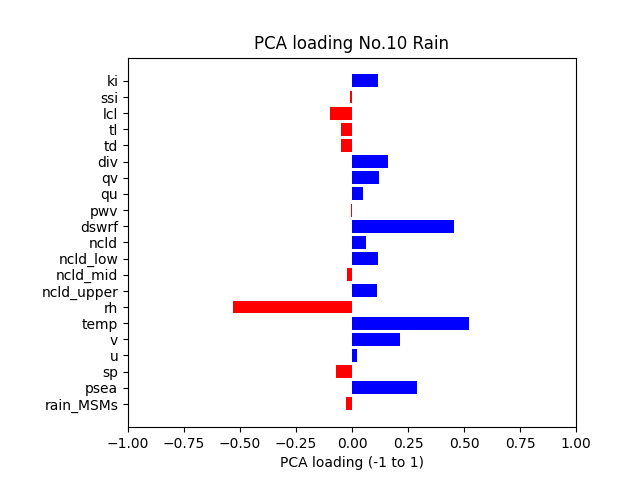 PCA loading No.10 Rain
ki
ssi
lcl
tl
td
div
qv
qu
pwv
dswrf
ncld
ncld_low
ncld_mid
ncld_upper
rh
temp
v
u
sp
psea
rain_MSMs
−1.00 −0.75 −0.50 −0.25 0.00 0.25 0.50 0.75 1.00
PCA loading (-1 to 1)